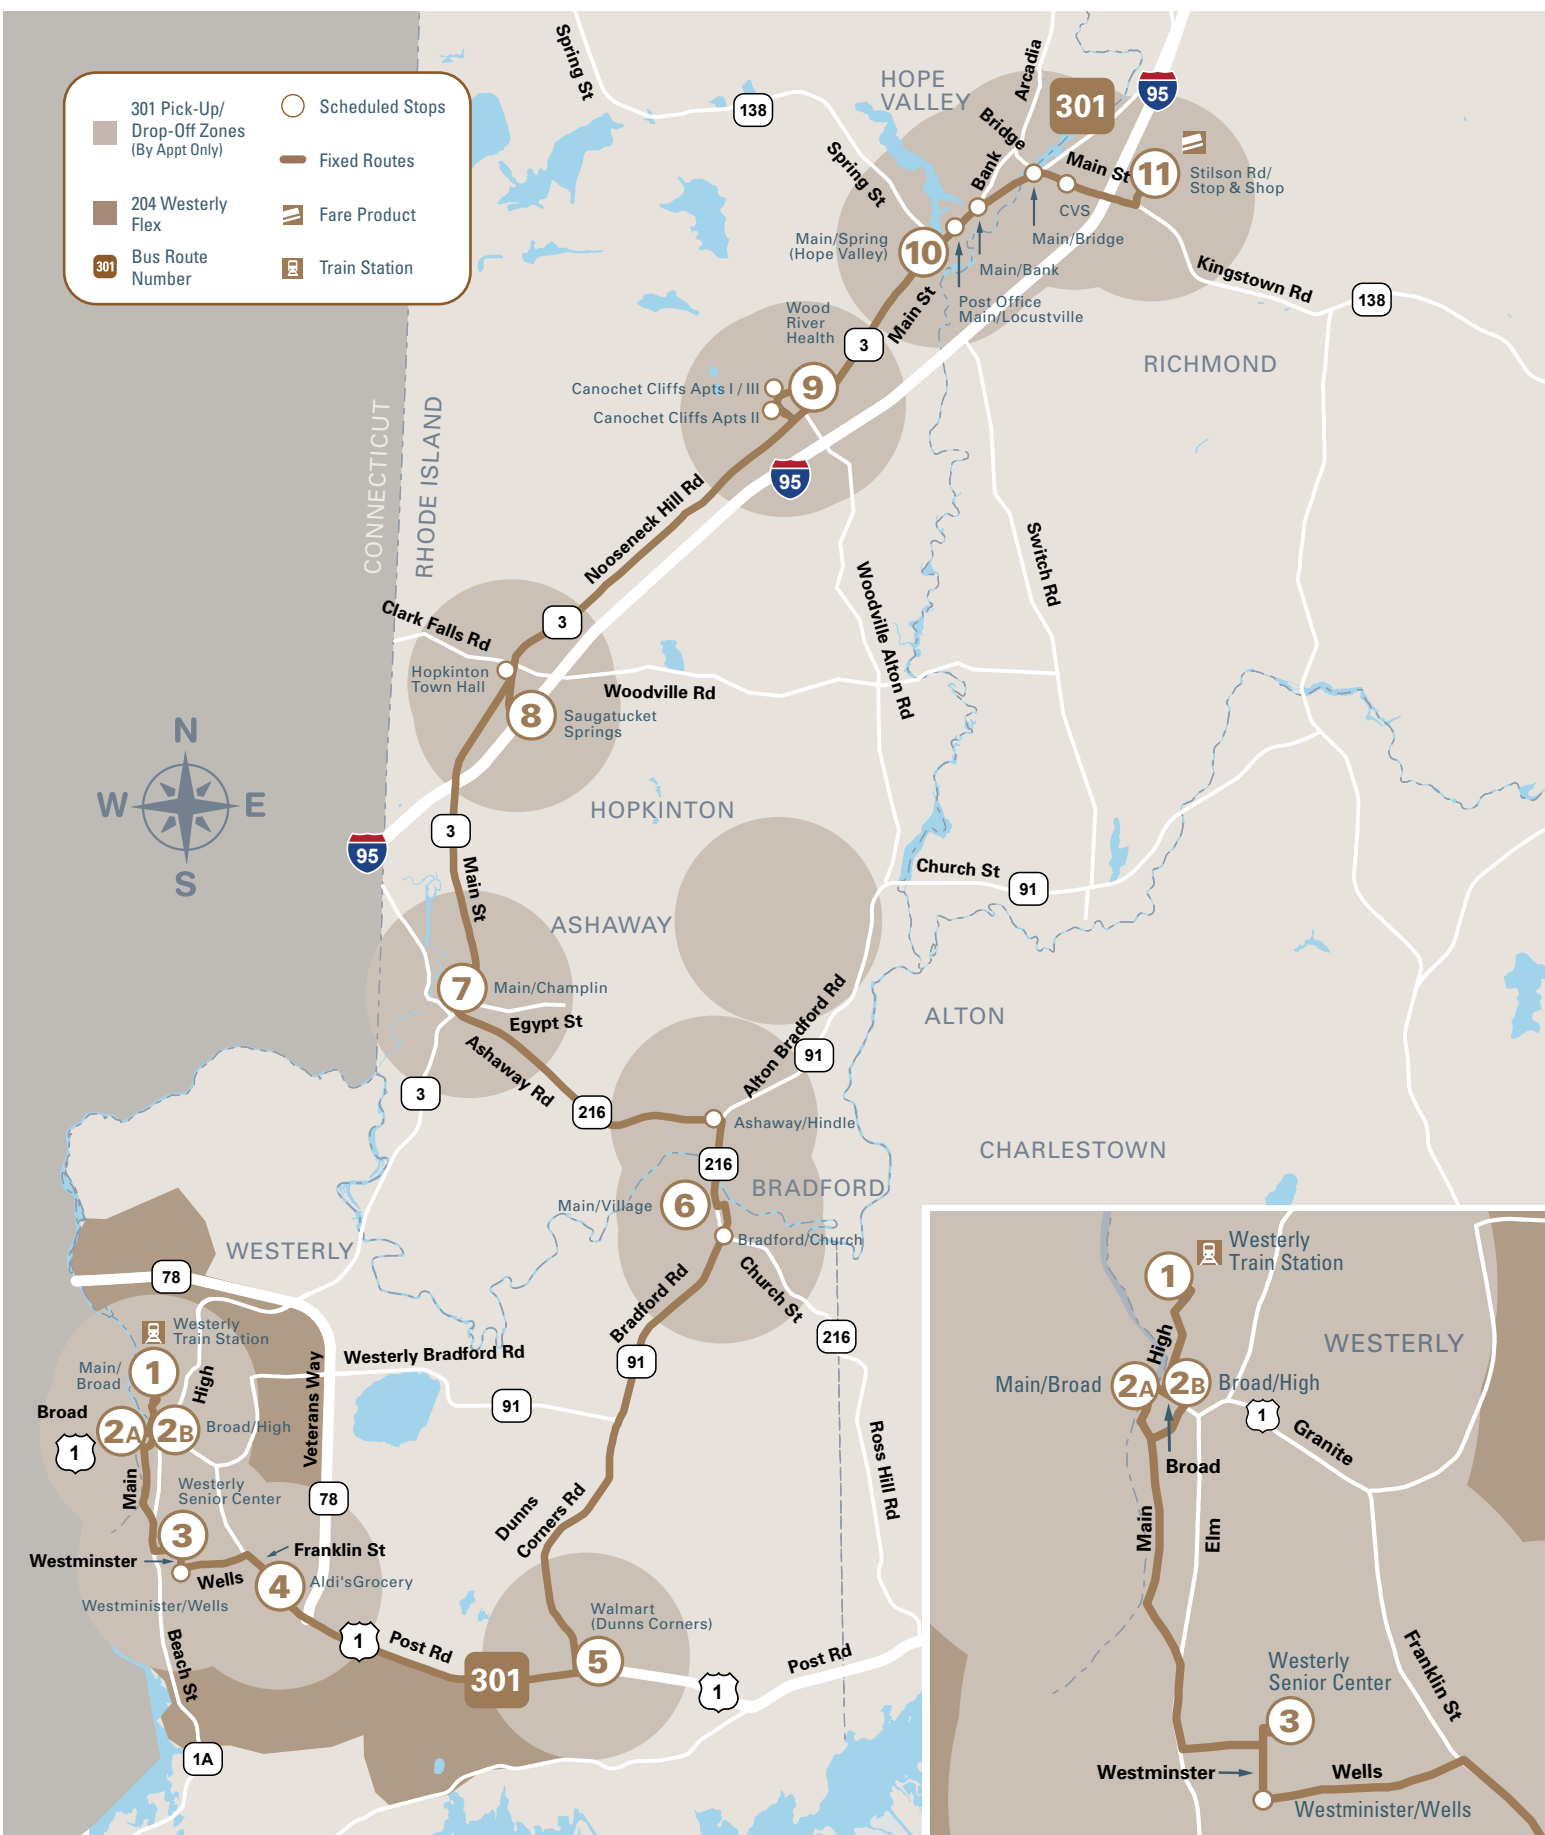 301 Pick-Up/
Drop-Off Zones
(By Appt Only)
204 Westerly
Flex
301
Bus Route
Number
Scheduled Stops
Fixed Routes
Fare Product
Train Station
Spring St
138
HOPE
VALLEY
Arcadia
301
95
Bridge
Spring St
Bank
Main St
11
Stilson Rd/
Stop & Shop
CVS
Main/Bridge
Main/Spring
(Hope Valley)
10
Main/Bank
Post Office
Main/Locustville
Kingstown Rd
138
Main St
Wood
River
Health
3
RICHMOND
Canochet Cliffs Apts I / III
9
Canochet Cliffs Apts II
95
CONNECTICUT
RHODE ISLAND
Nooseneck Hill Rd
Switch Rd
Woodville Alton Rd
Clark Falls Rd
3
Hopkinton
Town Hall
Woodville Rd
8
Saugatucket
Springs
N
W
E
S
HOPKINTON
3
95
Main St
Church St
91
ASHAWAY
7
Main/Champlin
Egypt St
Alton Bradford Rd
ALTON
Ashaway Rd
91
3
216
Ashaway/Hindle
216
CHARLESTOWN
BRADFORD
Main/Village
6
Bradford/Church
WESTERLY
78
Bradford Rd
Church St
216
Westerly
Train Station
Main/
Broad
1
High
Veterans Way
Westerly Bradford Rd
91
91
Broad
1
2A
2B
Broad/High
Main
Westerly
Senior Center
78
Ross Hill Rd
Dunns
Corners Rd
3
Westminster
Franklin St
Wells
4
Aldi'sGrocery
Westminister/Wells
Walmart
(Dunns Corners)
Beach St
1
Post Rd
301
5
Post Rd
1
1A
Westerly
Train Station
1
High
WESTERLY
Main/Broad
2A
2B
Broad/High
1
Granite
Broad
Main
Elm
Franklin St
Westerly
Senior Center
3
Westminster
Wells
Westminister/Wells